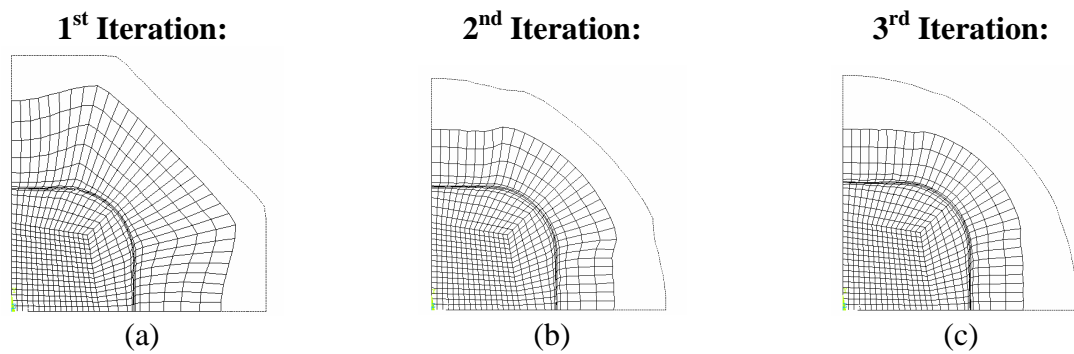 1st Iteration:
2nd Iteration:
3rd Iteration:
(a)
(b)
(c)